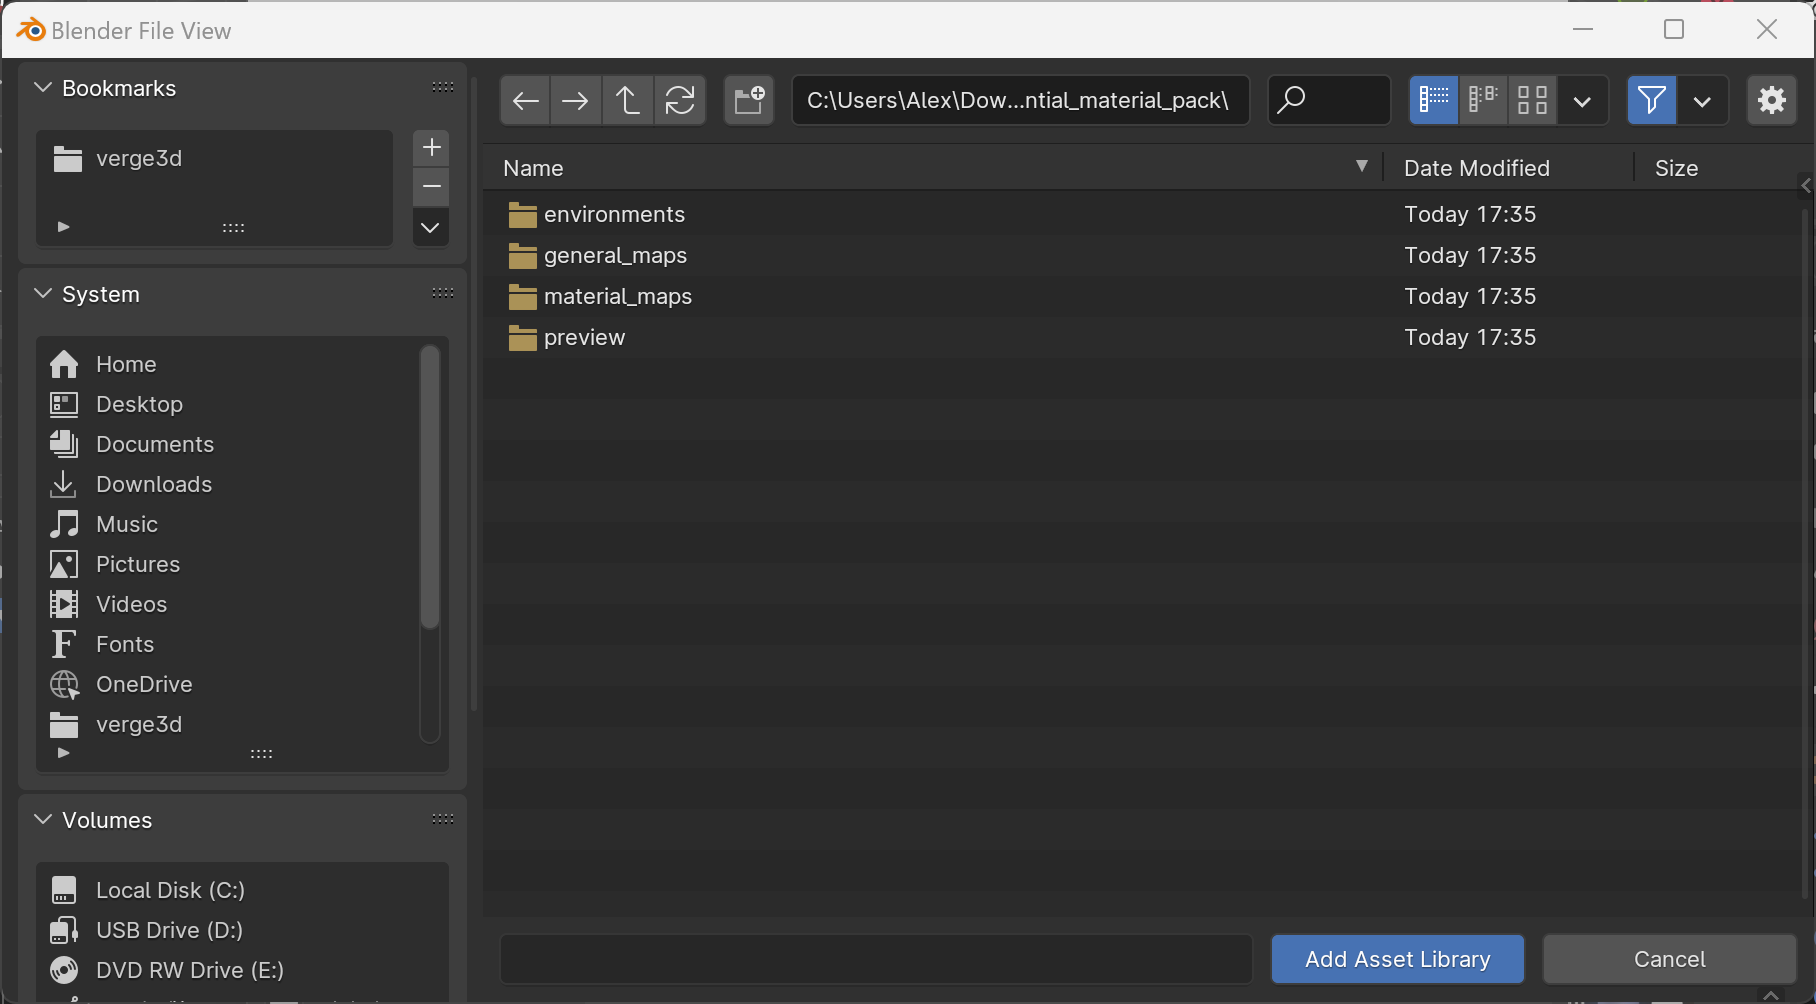 Blender File View
Bookmarks
verge3d
System
Home
Desktop
Documents
Downloads
Music
Pictures
Videos
Fonts
OneDrive
verge3d
Volumes
Local Disk (C:)
USB Drive (D:)
DVD RW Drive (E:)
C:\Users\Alex\Dow...ntial_material_pack\
Name Date Modified Size
environments Today 17:35
general_maps Today 17:35
material_maps Today 17:35
preview Today 17:35
Add Asset Library Cancel